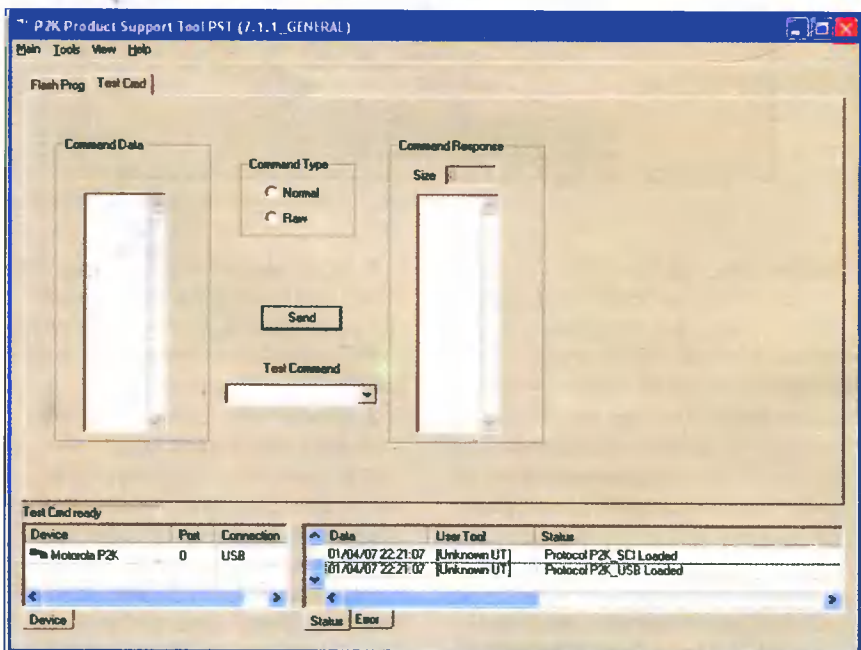 P2K Product Support Tool PST (7.1.1_GENERAL)
Main Tools View Help
Flash Prog Test Cmd
Command Data
Command Type
Normal
Raw
Command Response
Size
Send
Test Command
Test Cmd ready
Device Port Connection
Motorola P2K 0 USB
Data User Tool Status
01/04/07 22:21:07 [Unknown UT] Protocol P2K_SCI Loaded
01/04/07 22:21:07 [Unknown UT] Protocol P2K_USB Loaded
Device
Status Error